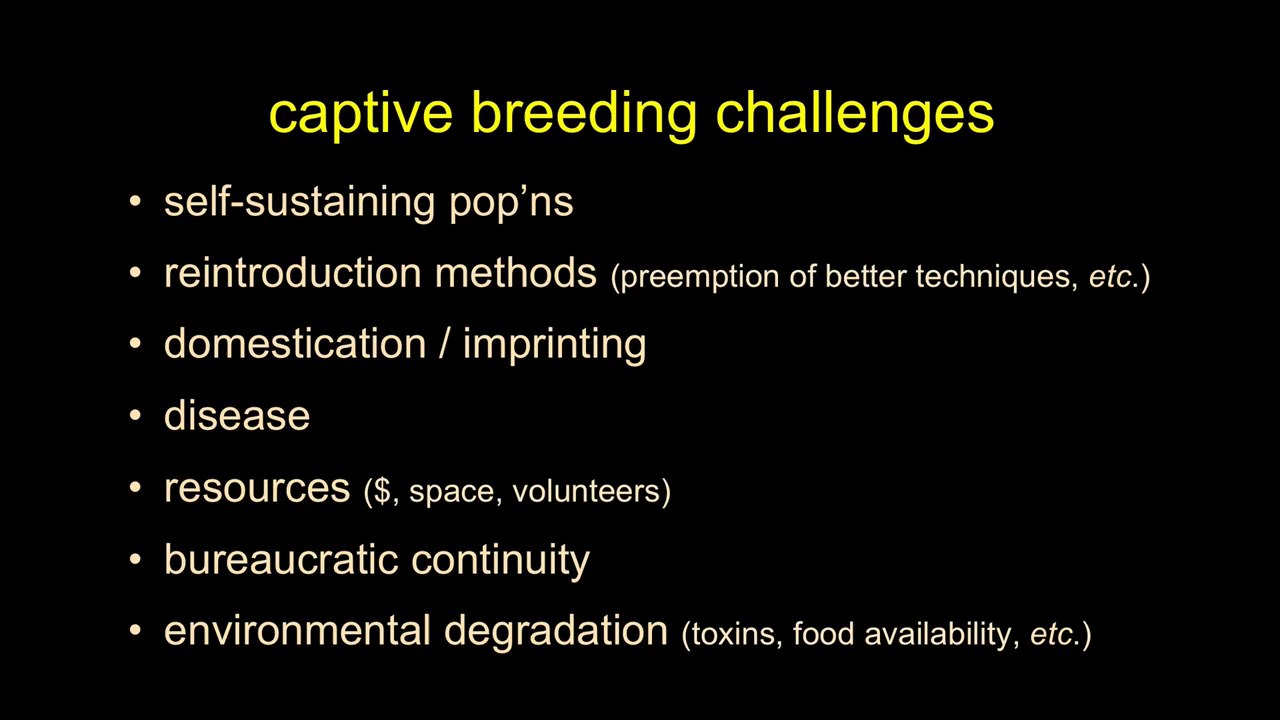 captive breeding challenges
• self-sustaining pop’ns
• reintroduction methods (preemption of better techniques, etc.)
• domestication / imprinting
• disease
• resources ($, space, volunteers)
• bureaucratic continuity
• environmental degradation (toxins, food availability, etc.)